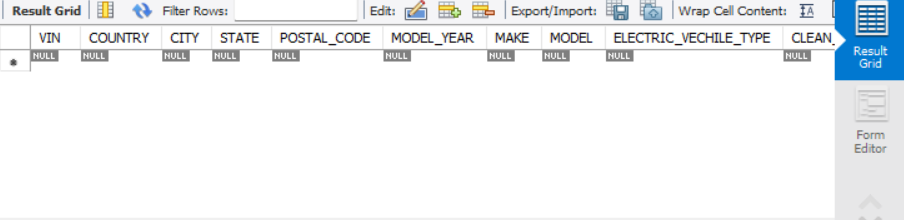 Result Grid Filter Rows: Edit: Export/Import: Wrap Cell Content: IA
VIN COUNTRY CITY STATE POSTAL_CODE MODEL_YEAR MAKE MODEL ELECTRIC_VECHILE_TYPE CLEAN_
NULL NULL NULL NULL NULL NULL NULL NULL NULL NULL
Result
Grid
Form
Editor